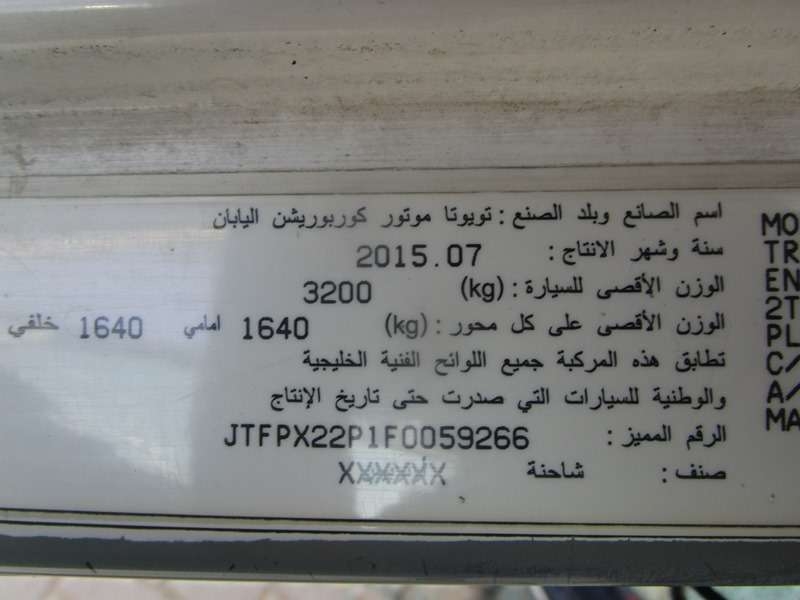 اسم الصانع وبلد الصنع : تويوتا موتور كوربوريشن اليابان
سنة وشهر الانتاج : 2015.07
الوزن الأقصى للسيارة : (kg) 3200
الوزن الأقصى على كل محور : (kg) 1640 امامي 1640 خلفي
تطابق هذه المركبة جميع اللوائح الفنية الخليجية
والوطنية للسيارات التي صدرت حتى تاريخ الإنتاج
الرقم المميز : JTFPX22P1F0059266
صنف : شاحنة XXXXXX
MO
TR
EN
2T
PL
C/
A/
MA